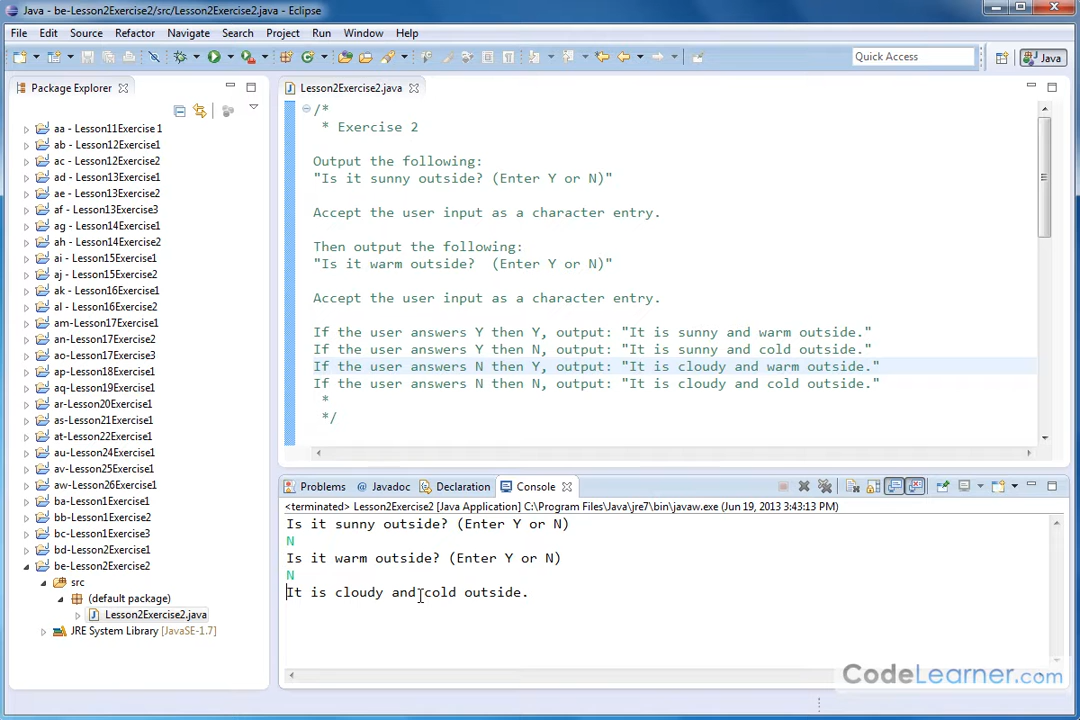 Java - be-Lesson2Exercise2/src/Lesson2Exercise2.java - Eclipse
File Edit Source Refactor Navigate Search Project Run Window Help
Quick Access
Java
Package Explorer
aa - Lesson11Exercise1
ab - Lesson12Exercise1
ac - Lesson12Exercise2
ad - Lesson13Exercise1
ae - Lesson13Exercise2
af - Lesson13Exercise3
ag - Lesson14Exercise1
ah - Lesson14Exercise2
ai - Lesson15Exercise1
aj - Lesson15Exercise2
ak - Lesson16Exercise1
al - Lesson16Exercise2
am-Lesson17Exercise1
an-Lesson17Exercise2
ao-Lesson17Exercise3
ap-Lesson18Exercise1
aq-Lesson19Exercise1
ar-Lesson20Exercise1
as-Lesson21Exercise1
at-Lesson22Exercise1
au-Lesson24Exercise1
av-Lesson25Exercise1
aw-Lesson26Exercise1
ba-Lesson1Exercise1
bb-Lesson1Exercise2
bc-Lesson1Exercise3
bd-Lesson2Exercise1
be-Lesson2Exercise2
src
(default package)
Lesson2Exercise2.java
JRE System Library [JavaSE-1.7]
Lesson2Exercise2.java
/*
* Exercise 2
Output the following:
"Is it sunny outside? (Enter Y or N)"
Accept the user input as a character entry.
Then output the following:
"Is it warm outside?  (Enter Y or N)"
Accept the user input as a character entry.
If the user answers Y then Y, output: "It is sunny and warm outside."
If the user answers Y then N, output: "It is sunny and cold outside."
If the user answers N then Y, output: "It is cloudy and warm outside."
If the user answers N then N, output: "It is cloudy and cold outside."
*
*/
Problems @ Javadoc Declaration Console
<terminated> Lesson2Exercise2 [Java Application] C:\Program Files\Java\jre7\bin\javaw.exe (Jun 19, 2013 3:43:13 PM)
Is it sunny outside? (Enter Y or N)
N
Is it warm outside? (Enter Y or N)
N
It is cloudy and cold outside.
CodeLearner.com